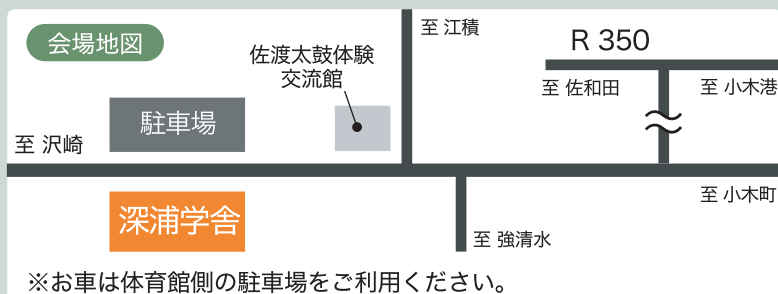 会場地図
至 江積
R 350
佐渡太鼓体験
交流館
至 佐和田
至 小木港
駐車場
至 沢崎
至 小木町
深浦学舎
至 強清水
※お車は体育館側の駐車場をご利用ください。